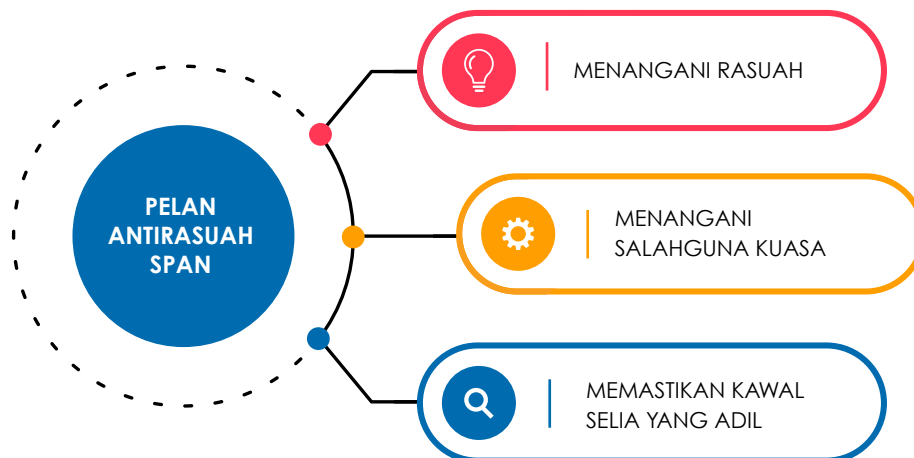 PELAN
ANTIRASUAH
SPAN
MENANGANI RASUAH
MENANGANI
SALAHGUNA KUASA
MEMASTIKAN KAWAL
SELIA YANG ADIL